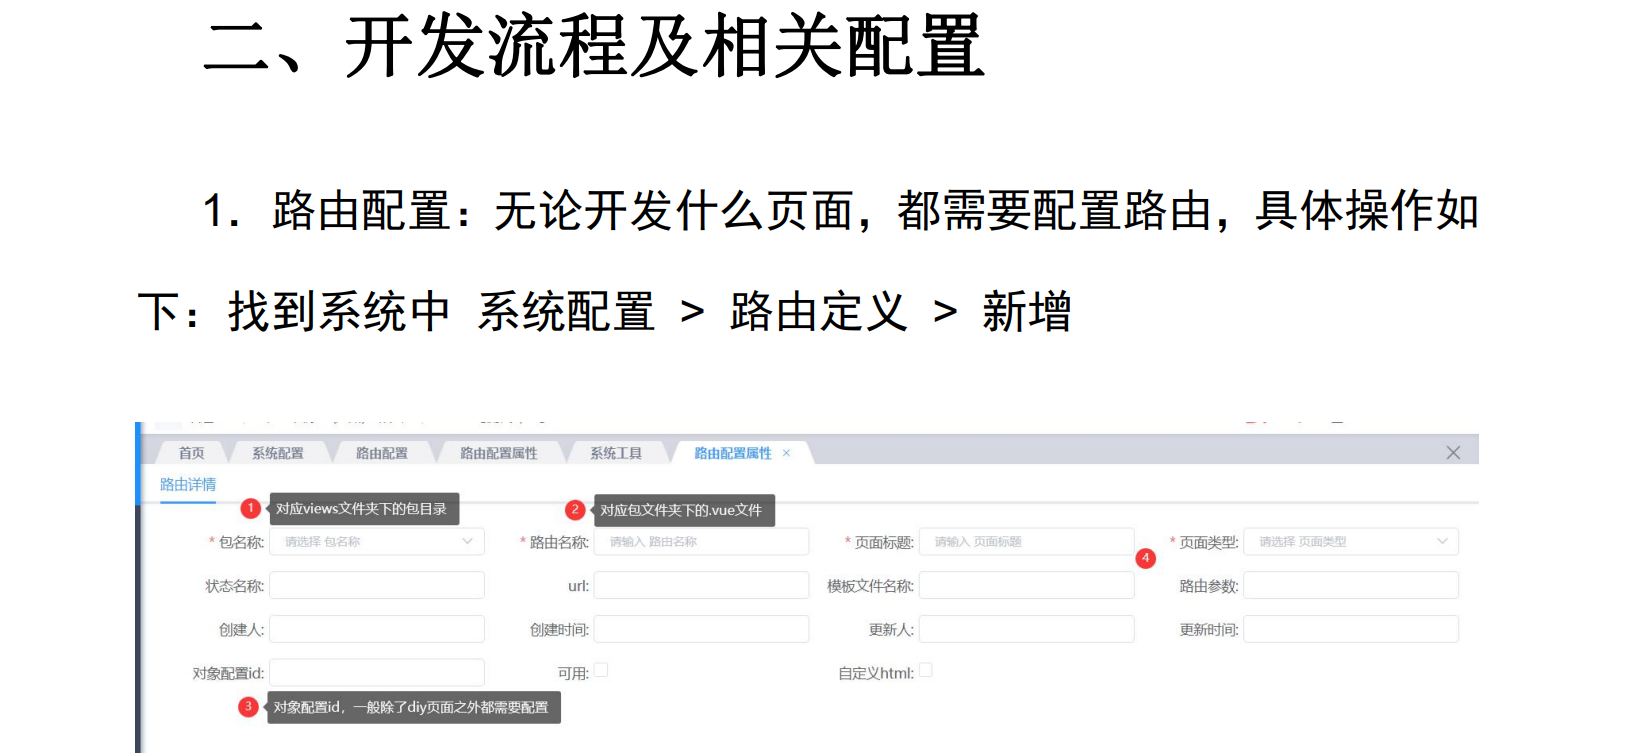 二、开发流程及相关配置
1. 路由配置：无论开发什么页面，都需要配置路由，具体操作如
下：找到系统中 系统配置 > 路由定义 > 新增
首页 系统配置 路由配置 路由配置属性 系统工具 路由配置属性 ×
路由详情
1 对应views文件夹下的包目录 2 对应包文件夹下的.vue文件
* 包名称: 请选择 包名称 * 路由名称: 请输入 路由名称 * 页面标题: 请输入 页面标题 4 * 页面类型: 请选择 页面类型
状态名称: url: 模板文件名称: 路由参数:
创建人: 创建时间: 更新人: 更新时间:
对象配置id: 可用: 自定义html:
3 对象配置id，一般除了diy页面之外都需要配置